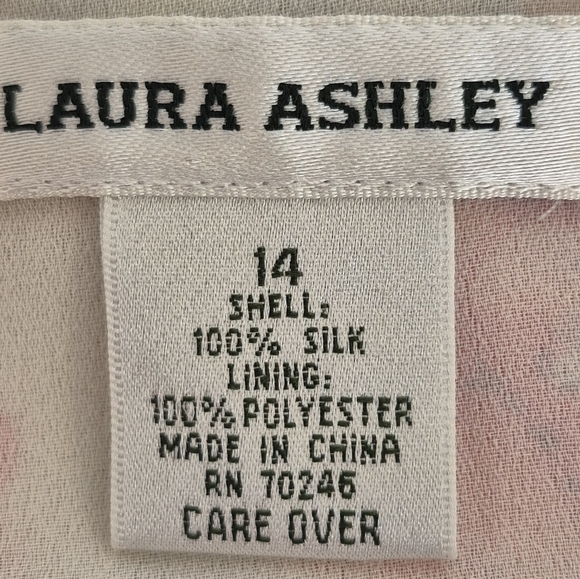 LAURA ASHLEY
14
SHELL:
100% SILK
LINING:
100% POLYESTER
MADE IN CHINA
RN 70246
CARE OVER